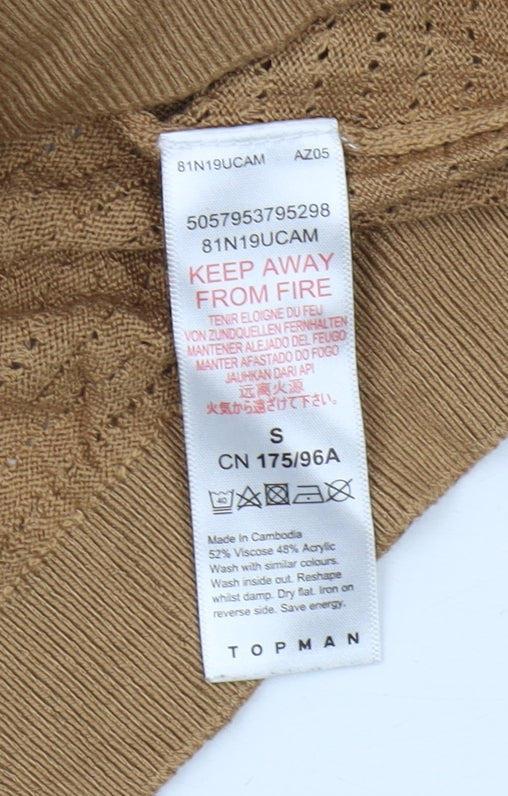 81N19UCAM AZ05
5057953795298
81N19UCAM
KEEP AWAY
FROM FIRE
TENIR ELOIGNE DU FEU
VON ZUNDQUELLEN FERNHALTEN
MANTENER ALEJADO DEL FEUGO
MANTER AFASTADO DO FOGO
JAUHKAN DARI API
远离火源
火気から遠ざけて下さい。
S
CN 175/96A
40
Made in Cambodia
52% Viscose 48% Acrylic
Wash with similar colours.
Wash inside out. Reshape
whilst damp. Dry flat. Iron on
reverse side. Save energy.
TOPMAN